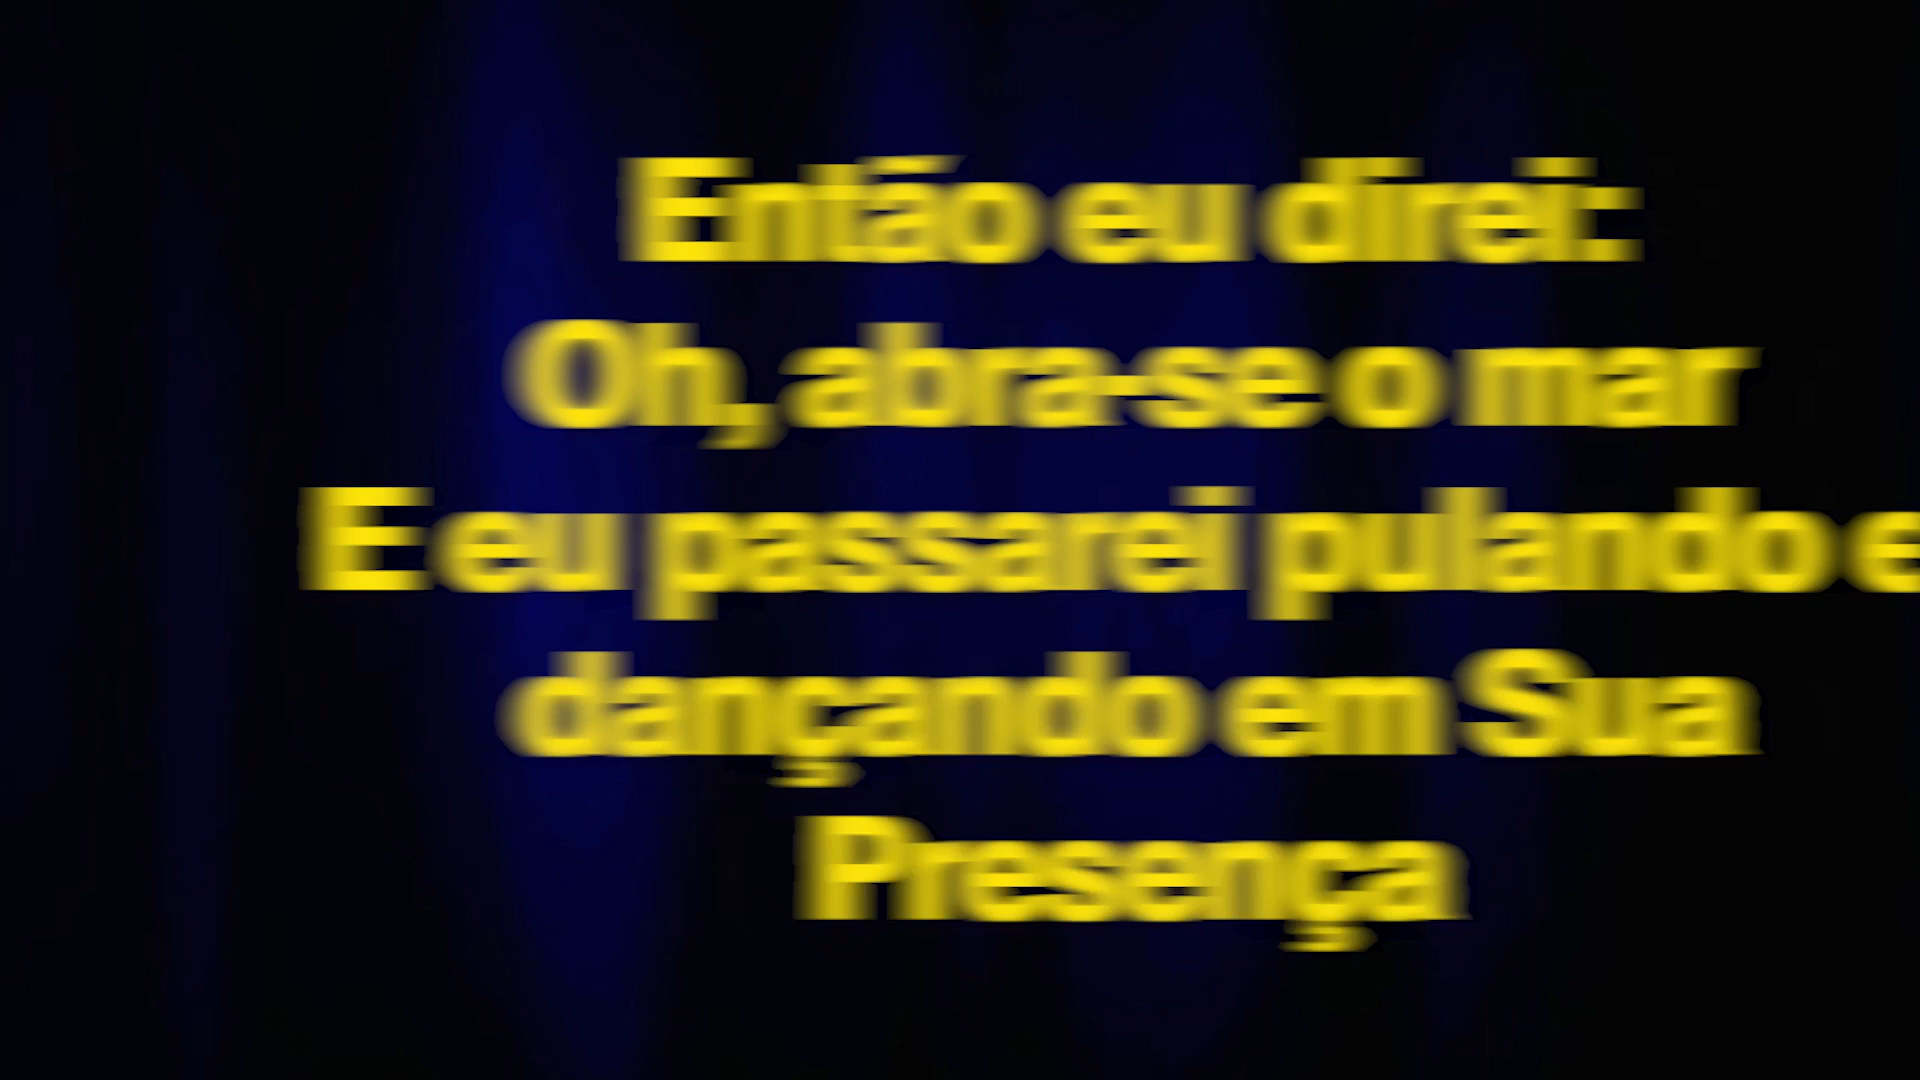 Então eu direi:
Oh, abra-se o mar
E eu passarei pulando e
dançando em Sua
Presença